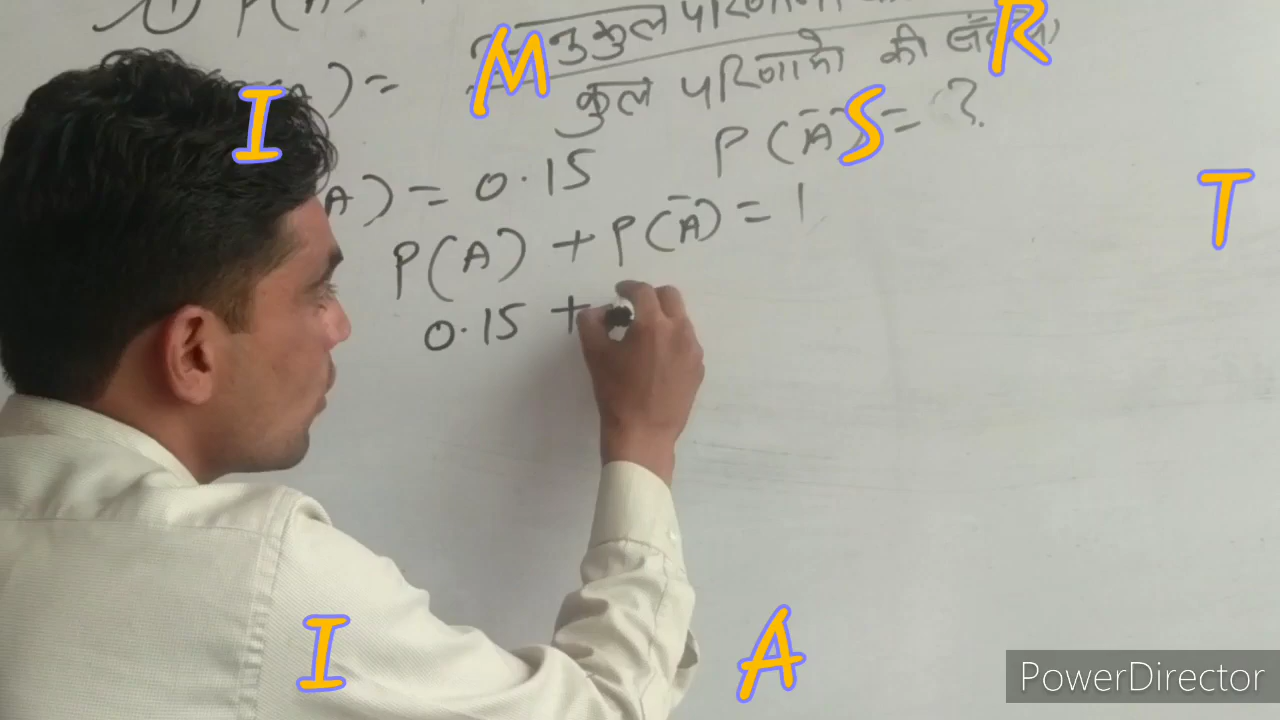 P(A)
अनुकूल परिणामो
(A) =
कुल परिणामो की संख्या
P(Ā) = ?
A) = 0.15
P(A) + P(Ā) = 1
0.15 +
I M R S T I A
PowerDirector